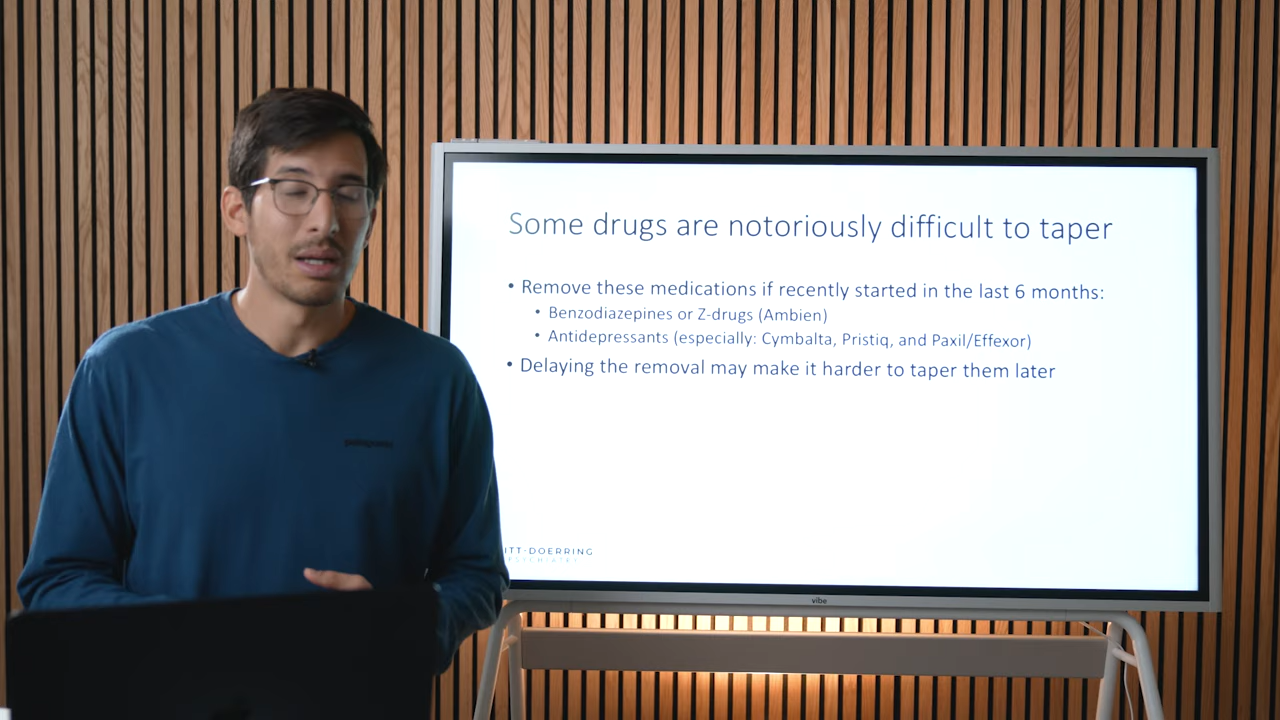 Some drugs are notoriously difficult to taper
• Remove these medications if recently started in the last 6 months:
• Benzodiazepines or Z-drugs (Ambien)
• Antidepressants (especially: Cymbalta, Pristiq, and Paxil/Effexor)
• Delaying the removal may make it harder to taper them later
ITT-DOERRING
PSYCHIATRY
vibe
patagonia